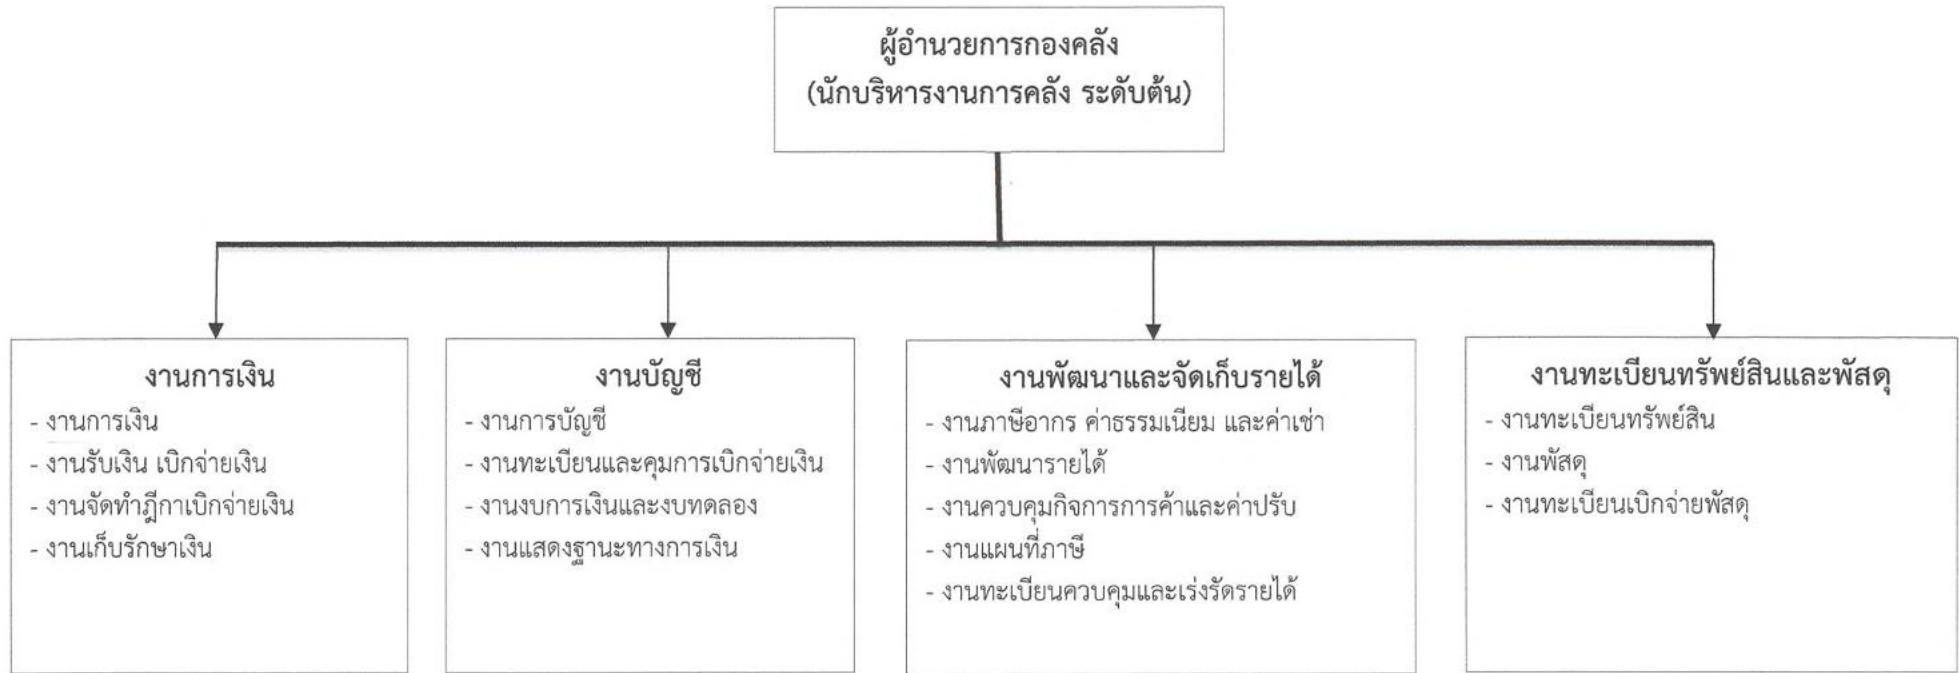 ผู้อำนวยการกองคลัง
(นักบริหารงานการคลัง ระดับต้น)
งานการเงิน
- งานการเงิน
- งานรับเงิน เบิกจ่ายเงิน
- งานจัดทำฎีกาเบิกจ่ายเงิน
- งานเก็บรักษาเงิน
งานบัญชี
- งานการบัญชี
- งานทะเบียนและคุมการเบิกจ่ายเงิน
- งานงบการเงินและงบทดลอง
- งานแสดงฐานะทางการเงิน
งานพัฒนาและจัดเก็บรายได้
- งานภาษีอากร ค่าธรรมเนียม และค่าเช่า
- งานพัฒนารายได้
- งานควบคุมกิจการการค้าและค่าปรับ
- งานแผนที่ภาษี
- งานทะเบียนควบคุมและเร่งรัดรายได้
งานทะเบียนทรัพย์สินและพัสดุ
- งานทะเบียนทรัพย์สิน
- งานพัสดุ
- งานทะเบียนเบิกจ่ายพัสดุ